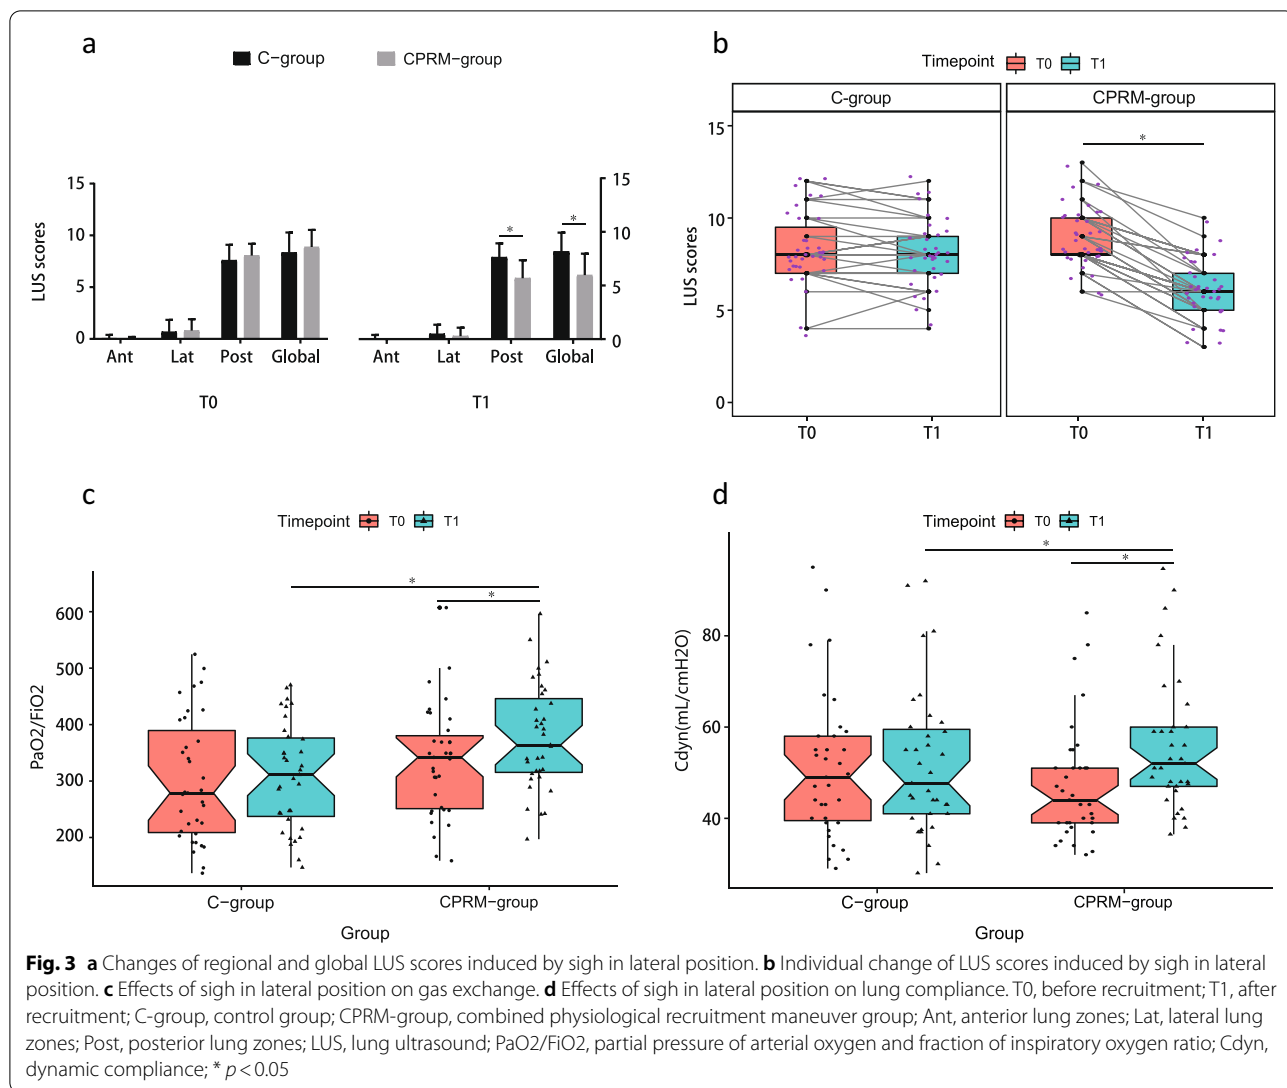 a
C−group
CPRM−group
LUS scores
15
10
5
0
Ant Lat Post Global
T0
*
*
15
10
5
0
Ant Lat Post Global
T1
b
Timepoint T0 T1
C-group
CPRM-group
LUS scores
15
10
5
0
*
T0 T1
T0 T1
c
Timepoint T0 T1
PaO2/FiO2
600
500
400
300
200
*
*
C−group CPRM−group
Group
d
Timepoint T0 T1
Cdyn(mL/cmH2O)
80
60
40
*
*
C−group CPRM−group
Group
Fig. 3 a Changes of regional and global LUS scores induced by sigh in lateral position. b Individual change of LUS scores induced by sigh in lateral
position. c Effects of sigh in lateral position on gas exchange. d Effects of sigh in lateral position on lung compliance. T0, before recruitment; T1, after
recruitment; C-group, control group; CPRM-group, combined physiological recruitment maneuver group; Ant, anterior lung zones; Lat, lateral lung
zones; Post, posterior lung zones; LUS, lung ultrasound; PaO2/FiO2, partial pressure of arterial oxygen and fraction of inspiratory oxygen ratio; Cdyn,
dynamic compliance; * p < 0.05